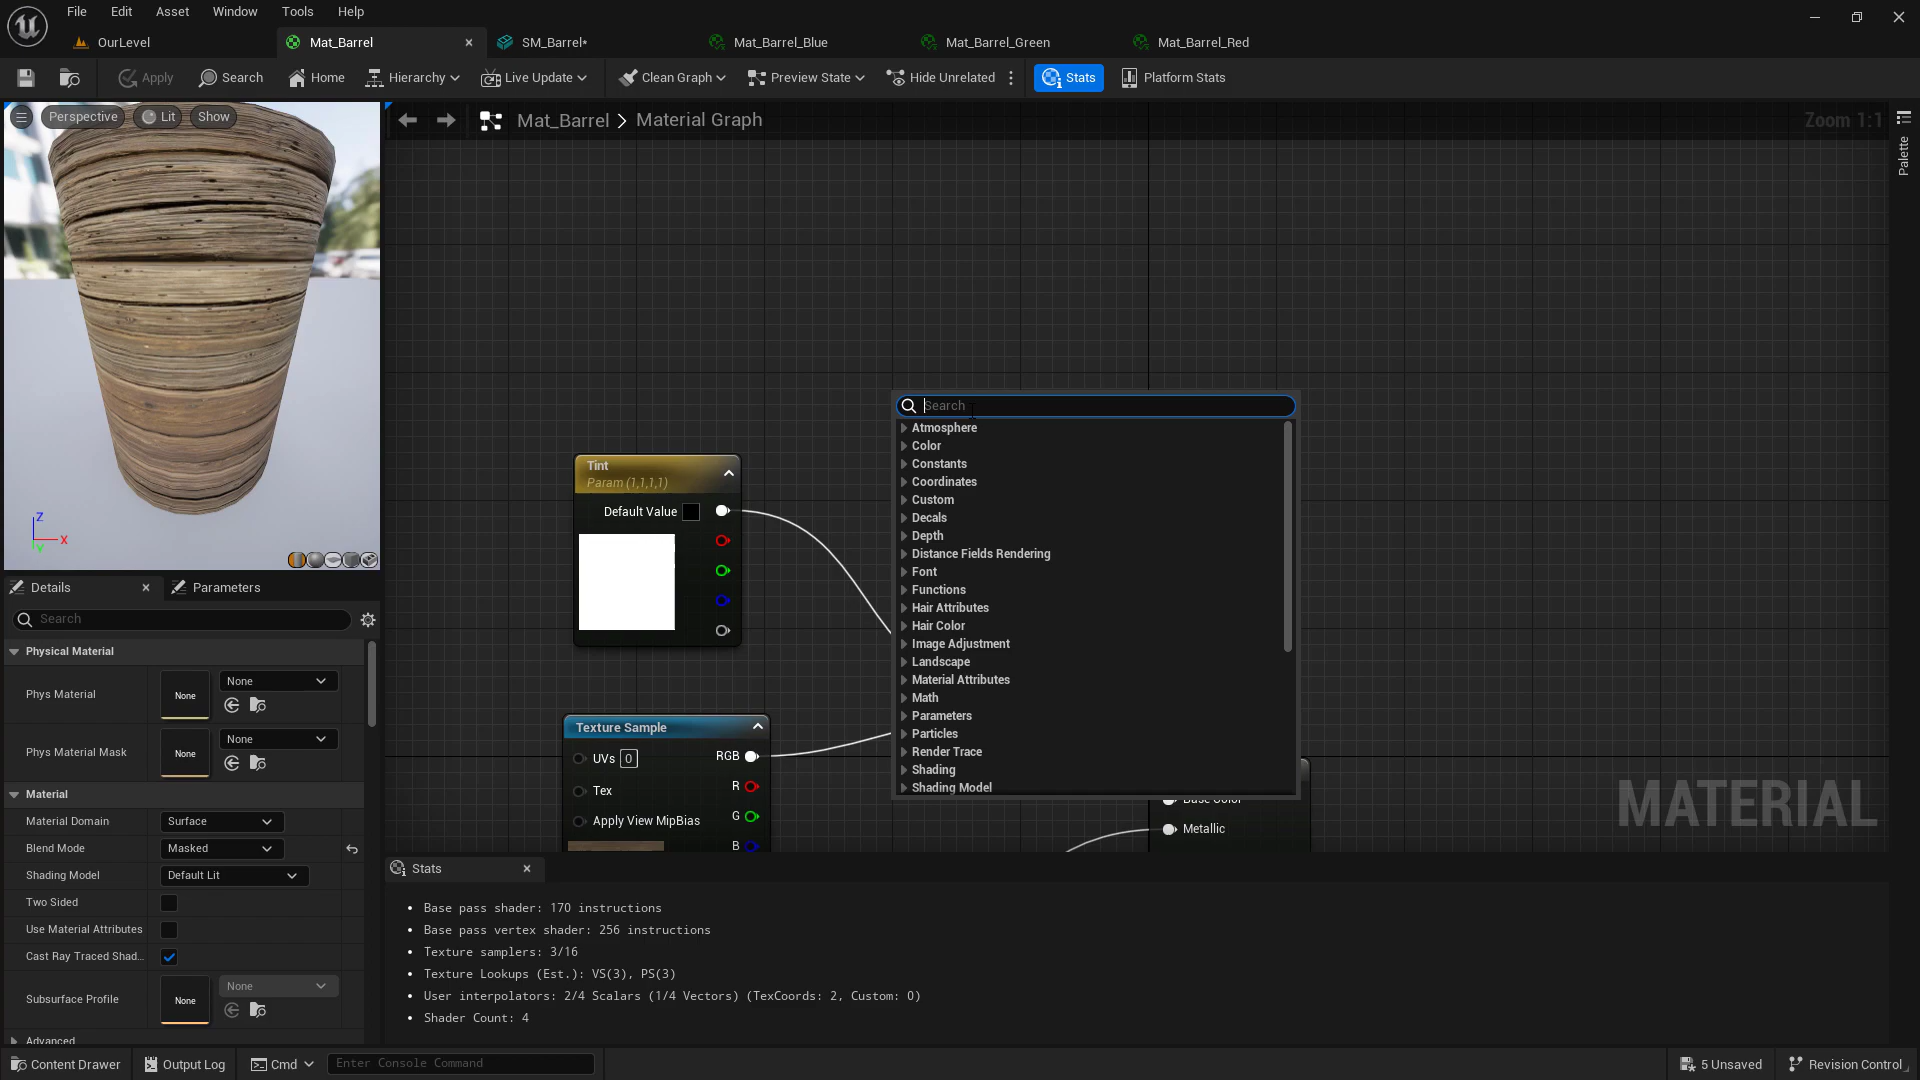 File Edit Asset Window Tools Help
OurLevel
Mat_Barrel
SM_Barrel*
Mat_Barrel_Blue
Mat_Barrel_Green
Mat_Barrel_Red
Apply Search Home Hierarchy Live Update Clean Graph Preview State Hide Unrelated Stats Platform Stats
Perspective Lit Show
Mat_Barrel > Material Graph
Zoom 1:1
Palette
Search
Atmosphere
Color
Constants
Coordinates
Custom
Decals
Depth
Distance Fields Rendering
Font
Functions
Hair Attributes
Hair Color
Image Adjustment
Landscape
Material Attributes
Math
Parameters
Particles
Render Trace
Shading
Shading Model
Tint
Param (1,1,1,1)
Default Value
Texture Sample
UVs 0
RGB
Tex
R
Apply View MipBias
G
B
Base Color
Metallic
MATERIAL
Z
X
Y
Details
Parameters
Search
Physical Material
Phys Material
None
None
Phys Material Mask
None
None
Material
Material Domain Surface
Blend Mode Masked
Shading Model Default Lit
Two Sided
Use Material Attributes
Cast Ray Traced Shad...
Subsurface Profile
None
None
Advanced
Stats
• Base pass shader: 170 instructions
• Base pass vertex shader: 256 instructions
• Texture samplers: 3/16
• Texture Lookups (Est.): VS(3), PS(3)
• User interpolators: 2/4 Scalars (1/4 Vectors) (TexCoords: 2, Custom: 0)
• Shader Count: 4
Content Drawer Output Log Cmd Enter Console Command 5 Unsaved Revision Control